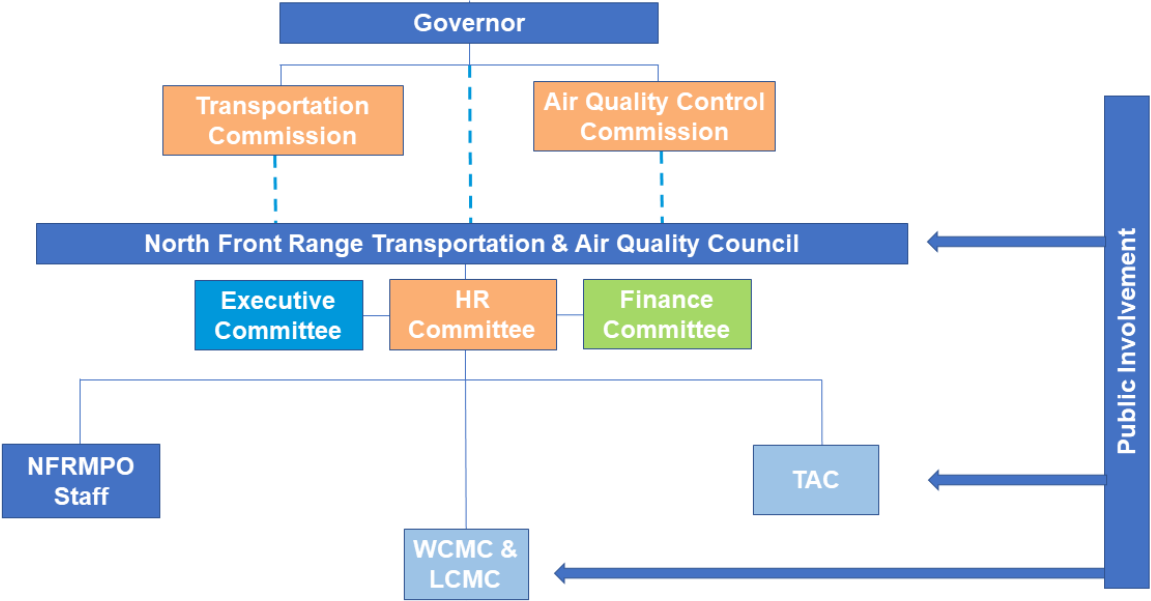 Governor
Transportation
Commission
Air Quality Control
Commission
North Front Range Transportation & Air Quality Council
Executive
Committee
HR
Committee
Finance
Committee
Public Involvement
NFRMPO
Staff
TAC
WCMC &
LCMC